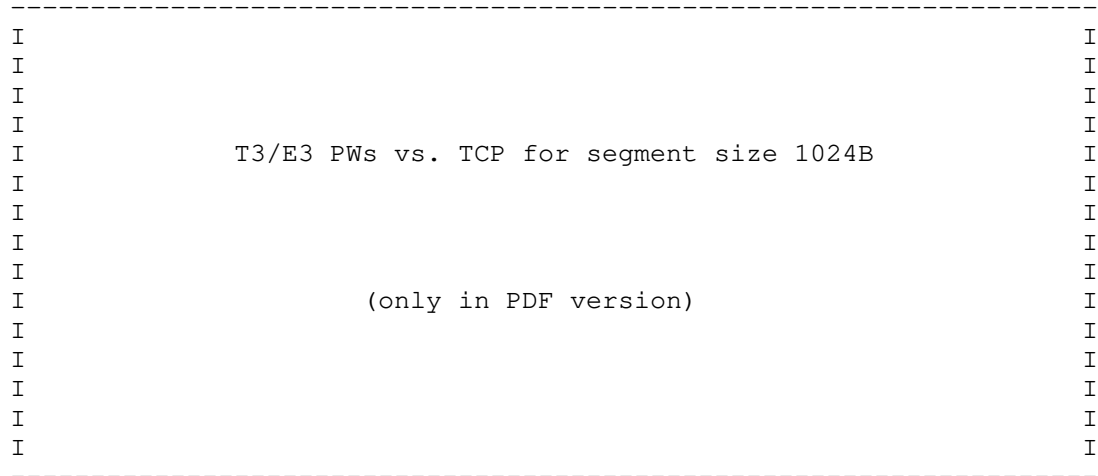 --------------------------------------------------------------------
I                                                                  I
I                                                                  I
I                                                                  I
I                                                                  I
I             T3/E3 PWs vs. TCP for segment size 1024B             I
I                                                                  I
I                                                                  I
I                                                                  I
I                                                                  I
I                     (only in PDF version)                        I
I                                                                  I
I                                                                  I
I                                                                  I
I                                                                  I
I                                                                  I
--------------------------------------------------------------------